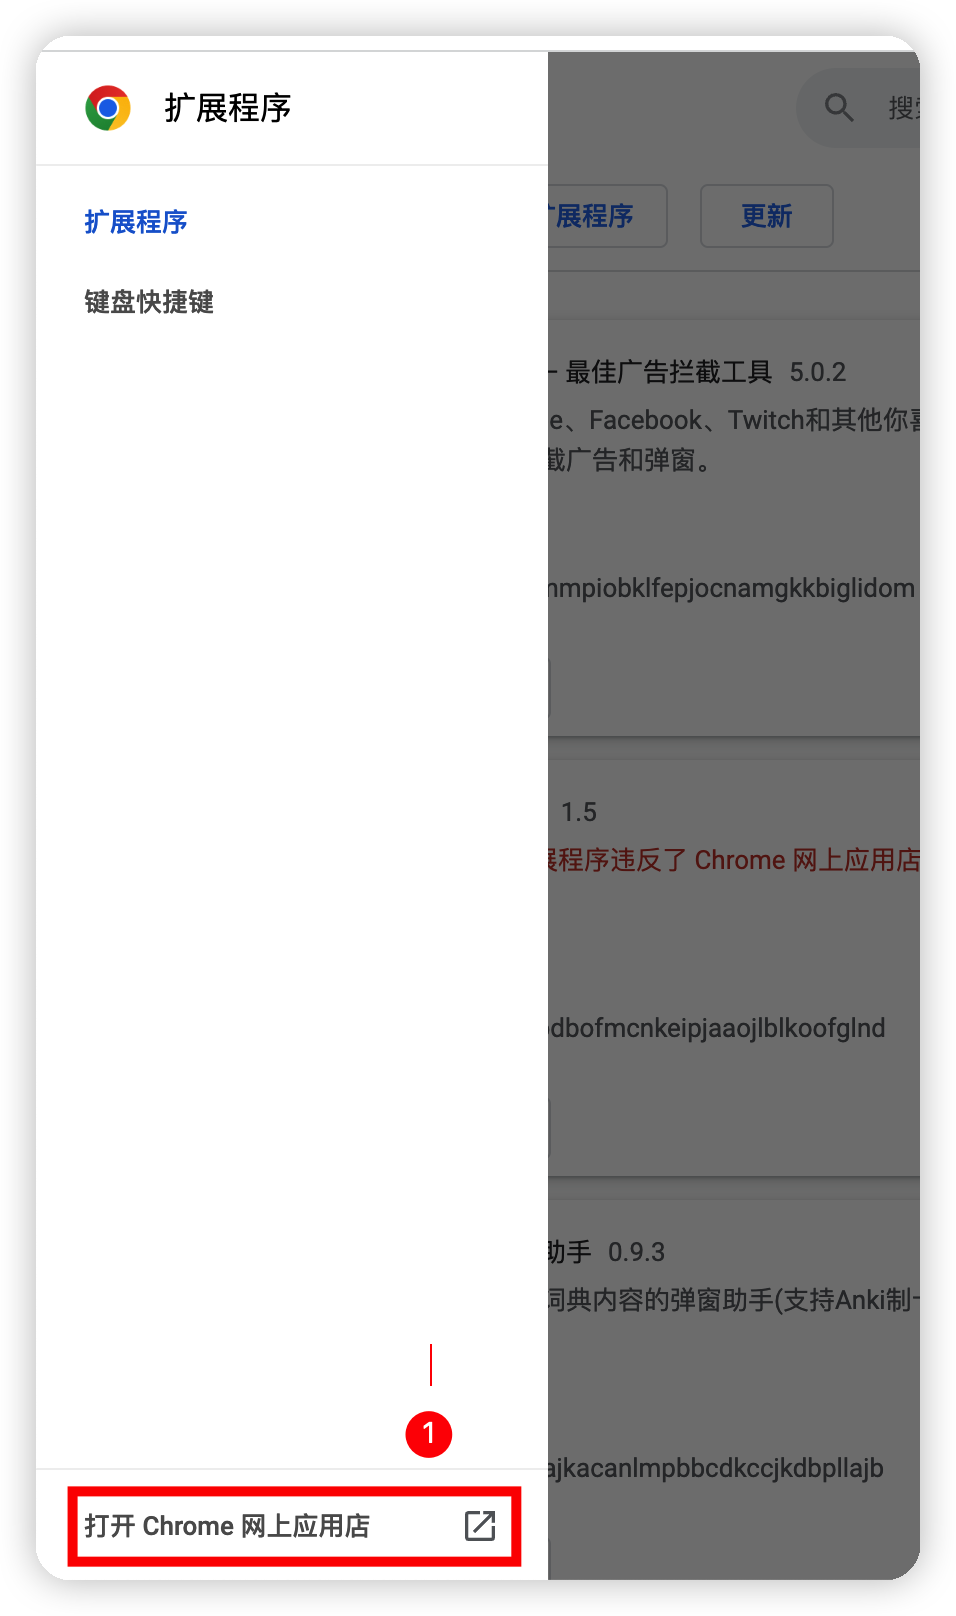 扩展程序
搜
扩展程序
展程序
更新
键盘快捷键
– 最佳广告拦截工具 5.0.2
e、Facebook、Twitch和其他你喜
截广告和弹窗。
mpiobklfepjocnamgkkbiglidom
1.5
展程序违反了 Chrome 网上应用店
dbofmcnkeipjaaojlblkoofglnd
助手 0.9.3
词典内容的弹窗助手(支持Anki制
1
ajkacanlmpbbcdkccjkdbpllajb
打开 Chrome 网上应用店